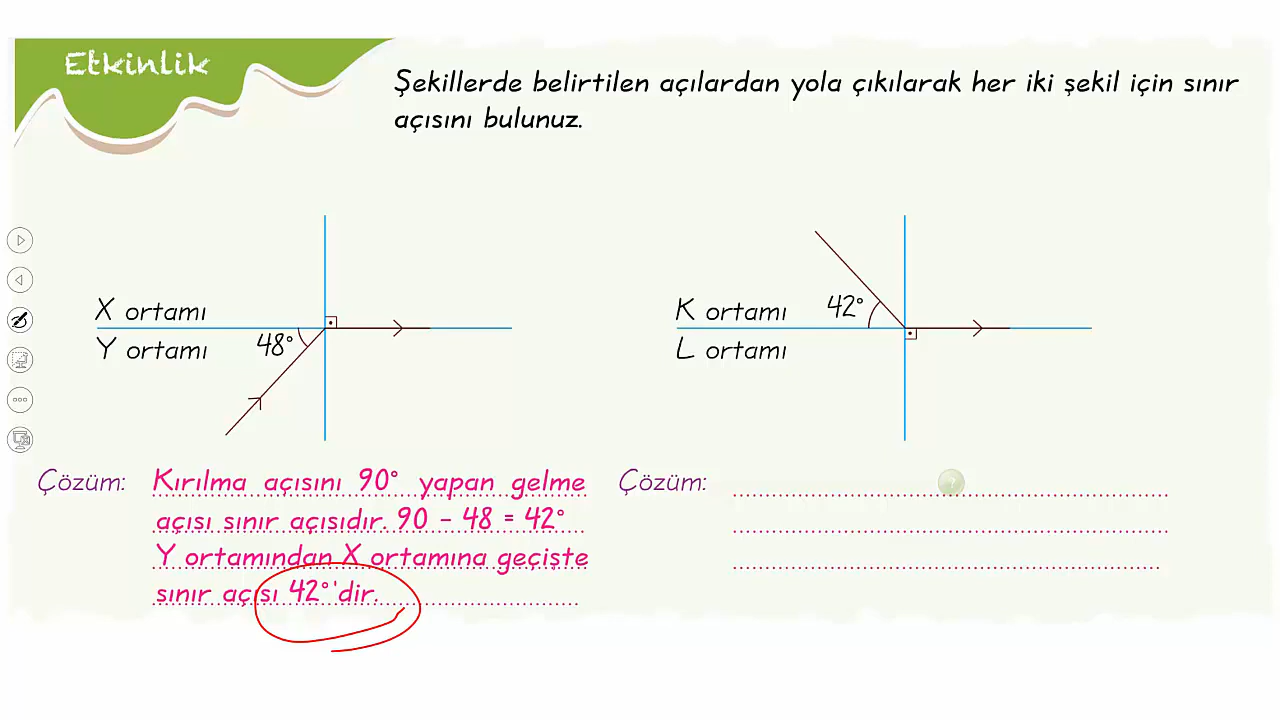 Etkinlik
Şekillerde belirtilen açılardan yola çıkılarak her iki şekil için sınır
açısını bulunuz.
X ortamı
Y ortamı
48°
K ortamı
L ortamı
42°
Çözüm:
Kırılma açısını 90° yapan gelme
açısı sınır açısıdır. 90 - 48 = 42°
Y ortamından X ortamına geçişte
sınır açısı 42°'dir.
Çözüm: